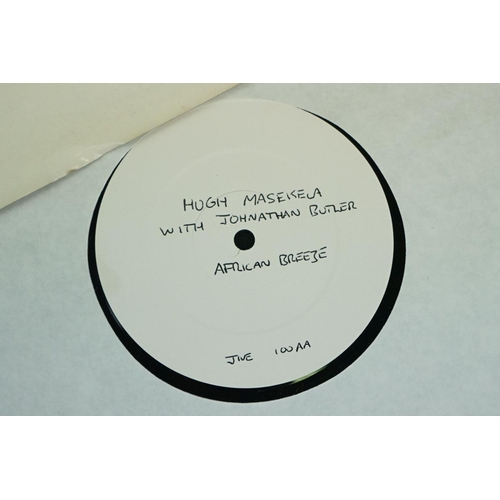 HUGH MASEKELA
WITH JOHNATHAN BUTLER
AFRICAN BREEZE
JIVE 100AA